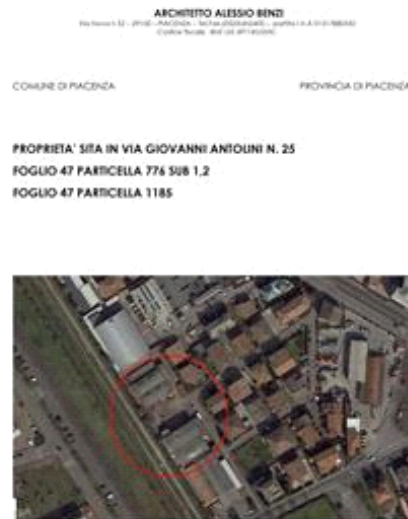 ARCHITETTO ALESSIO BENZI
COMUNE DI PIACENZA
PROVINCIA DI PIACENZA
PROPRIETA' SITA IN VIA GIOVANNI ANTOLINI N. 25
FOGLIO 47 PARTICELLA 776 SUB 1,2
FOGLIO 47 PARTICELLA 1185